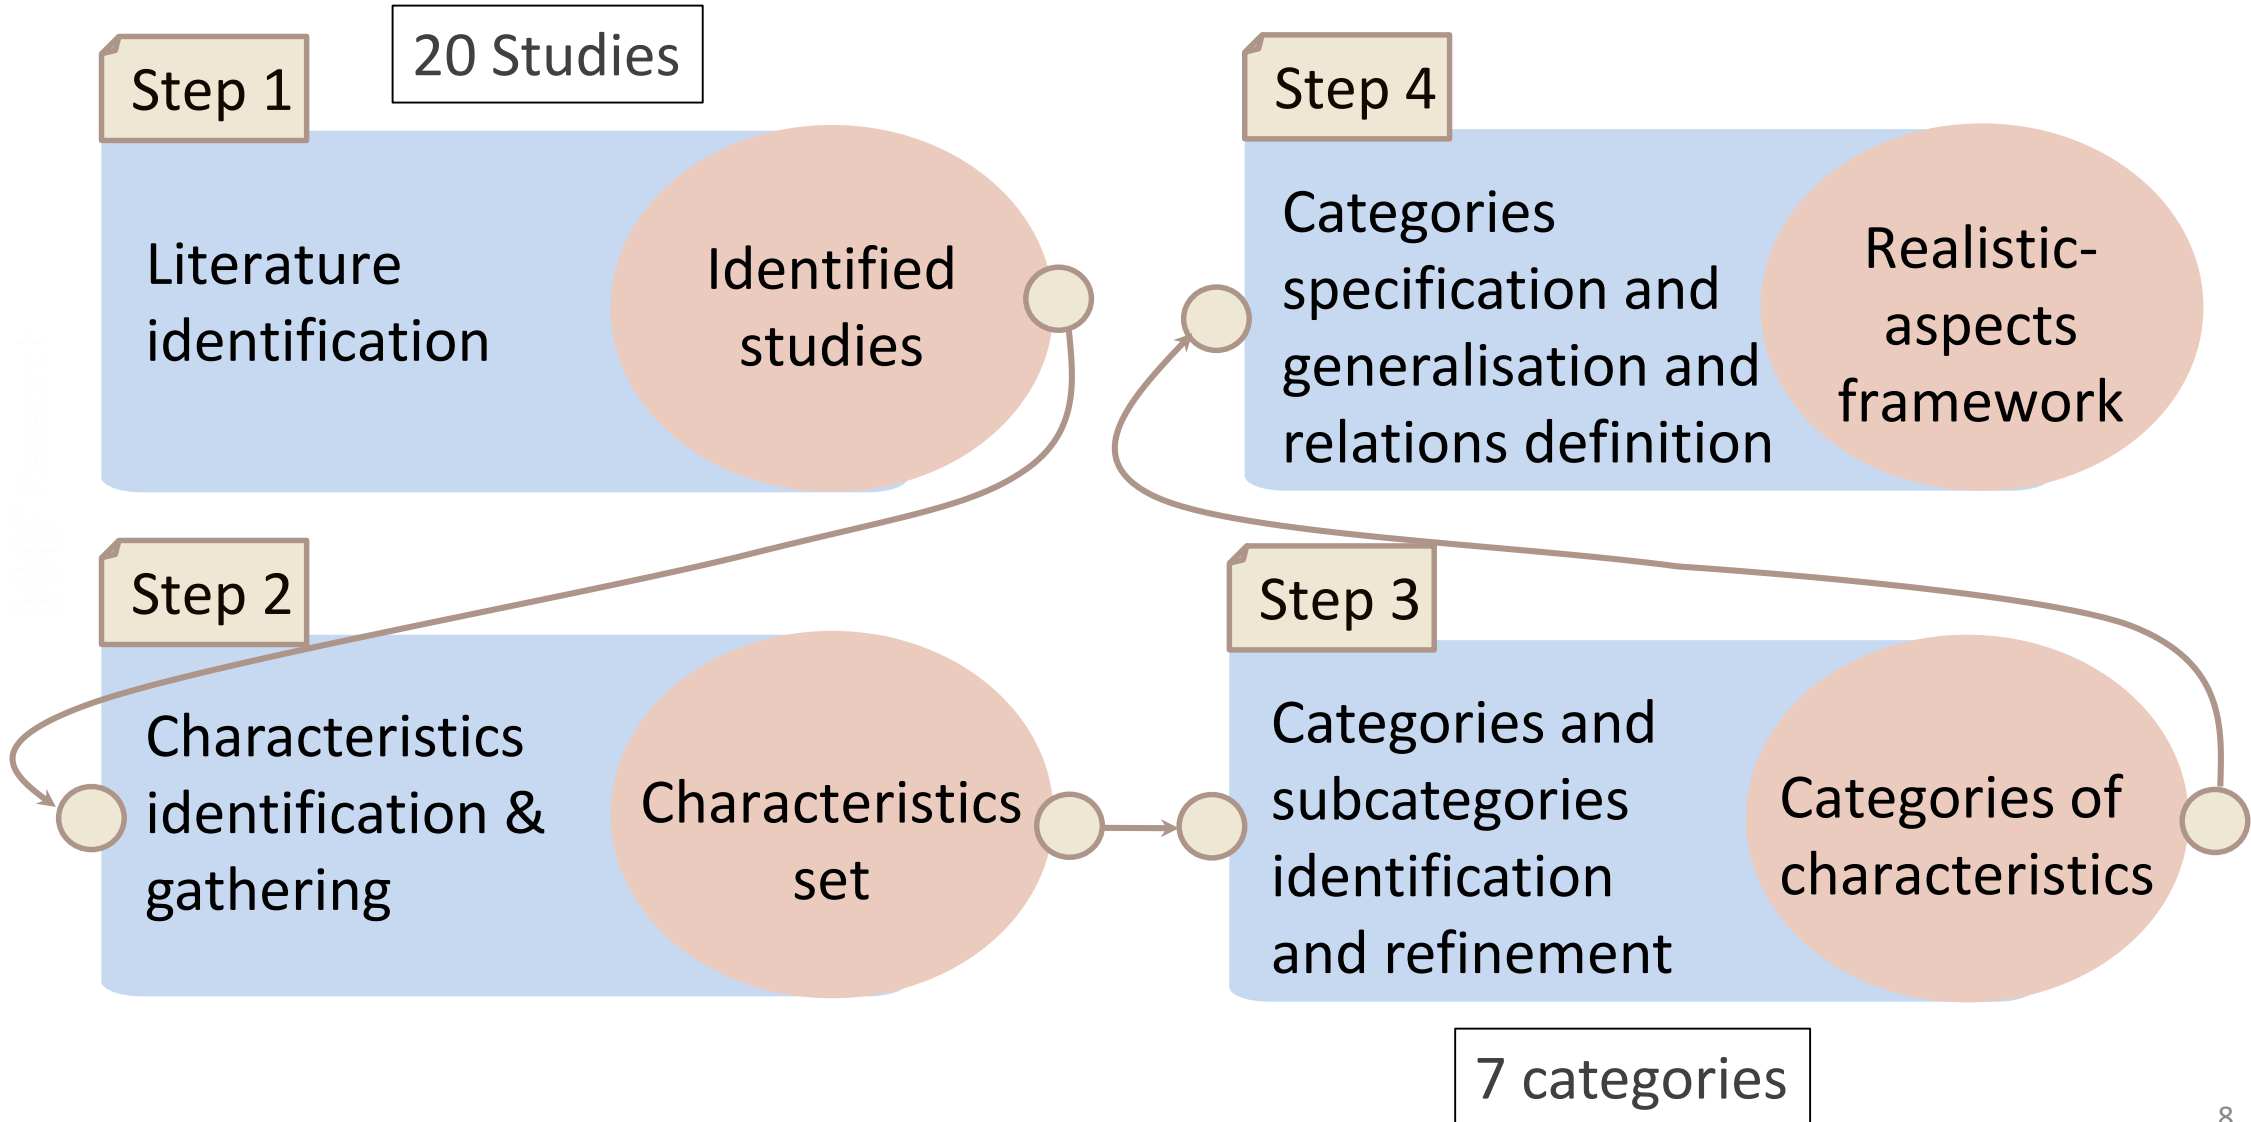 20 Studies
Step 1
Literature
identification
Identified
studies
Step 2
Characteristics
identification &
gathering
Characteristics
set
Step 3
Categories and
subcategories
identification
and refinement
Categories of
characteristics
7 categories
Step 4
Categories
specification and
generalisation and
relations definition
Realistic-
aspects
framework
8